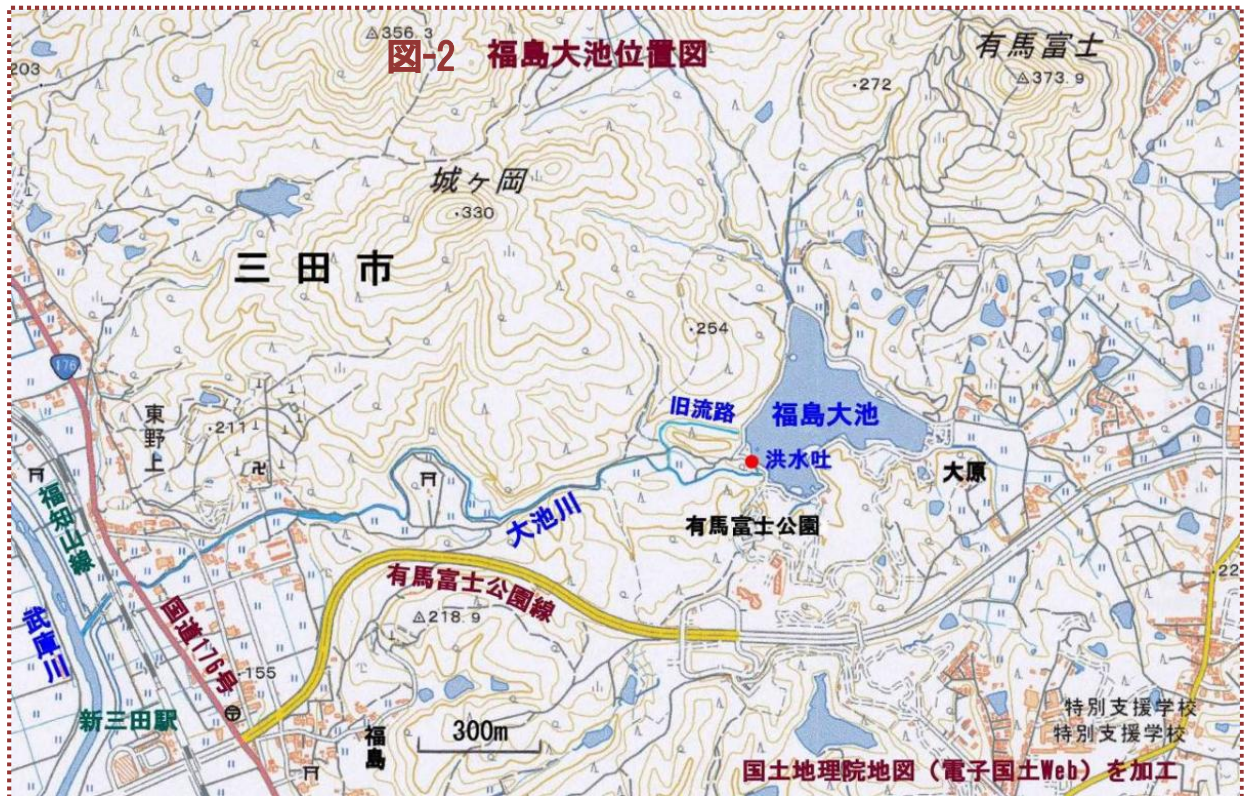 △356.3
図-2 福島大池位置図
有馬富士
△373.9
203
・272
城ヶ岡
・330
三田市
・254
176
旧流路
福島大池
東野上
・211
洪水吐
大原
卍
福知山線
大池川
有馬富士公園
有馬富士公園線
武庫川
国道176号
△218.9
・155
新三田駅
福島
300m
特別支援学校
特別支援学校
国土地理院地図（電子国土Web）を加工